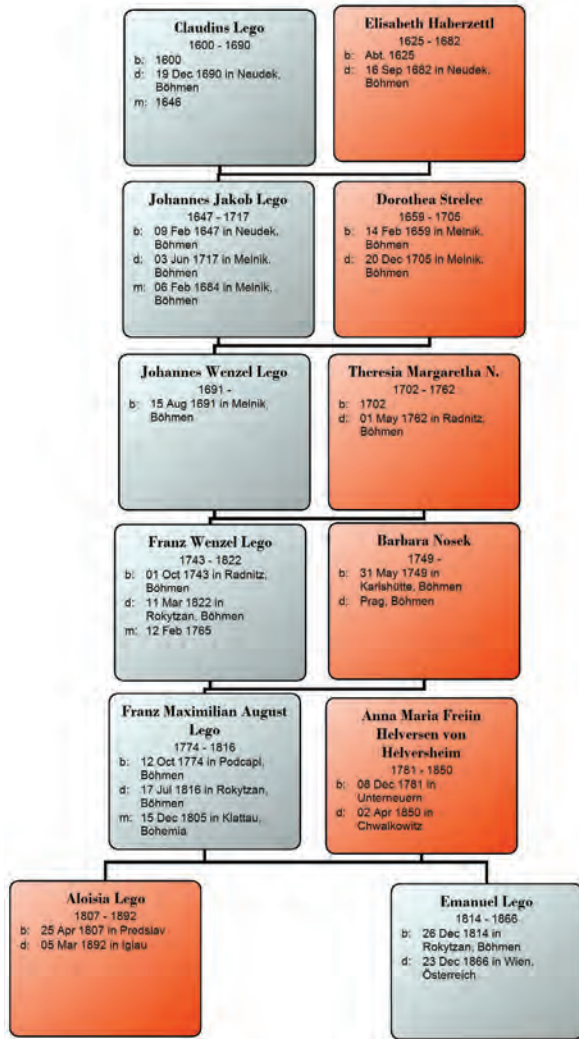 Claudius Lego
1600 - 1690
b: 1600
d: 19 Dec 1690 in Neudek,
Böhmen
m: 1646
Elisabeth Haberzettl
1625 - 1682
b: Abt. 1625
d: 16 Sep 1682 in Neudek,
Böhmen
Johannes Jakob Lego
1647 - 1717
b: 09 Feb 1647 in Neudek,
Böhmen
d: 03 Jun 1717 in Melnik,
Böhmen
m: 06 Feb 1684 in Melnik,
Böhmen
Dorothea Strelec
1659 - 1705
b: 14 Feb 1659 in Melnik,
Böhmen
d: 20 Dec 1705 in Melnik,
Böhmen
Johannes Wenzel Lego
1691 -
b: 15 Aug 1691 in Melnik,
Böhmen
Theresia Margaretha N.
1702 - 1762
b: 1702
d: 01 May 1762 in Radnitz,
Böhmen
Franz Wenzel Lego
1743 - 1822
b: 01 Oct 1743 in Radnitz,
Böhmen
d: 11 Mar 1822 in
Rokytzan, Böhmen
m: 12 Feb 1765
Barbara Nosek
1749 -
b: 31 May 1749 in
Karlshütte, Böhmen
d: Prag, Böhmen
Franz Maximilian August
Lego
1774 - 1816
b: 12 Oct 1774 in Podcapl,
Böhmen
d: 17 Jul 1816 in Rokytzan,
Böhmen
m: 15 Dec 1805 in Klattau,
Bohemia
Anna Maria Freiin
Helversen von
Helversheim
1781 - 1850
b: 08 Dec 1781 in
Unterneuern
d: 02 Apr 1850 in
Chwalkowitz
Aloisia Lego
1807 - 1892
b: 25 Apr 1807 in Predslav
d: 05 Mar 1892 in Iglau
Emanuel Lego
1814 - 1866
b: 26 Dec 1814 in
Rokytzan, Böhmen
d: 23 Dec 1866 in Wien,
Österreich